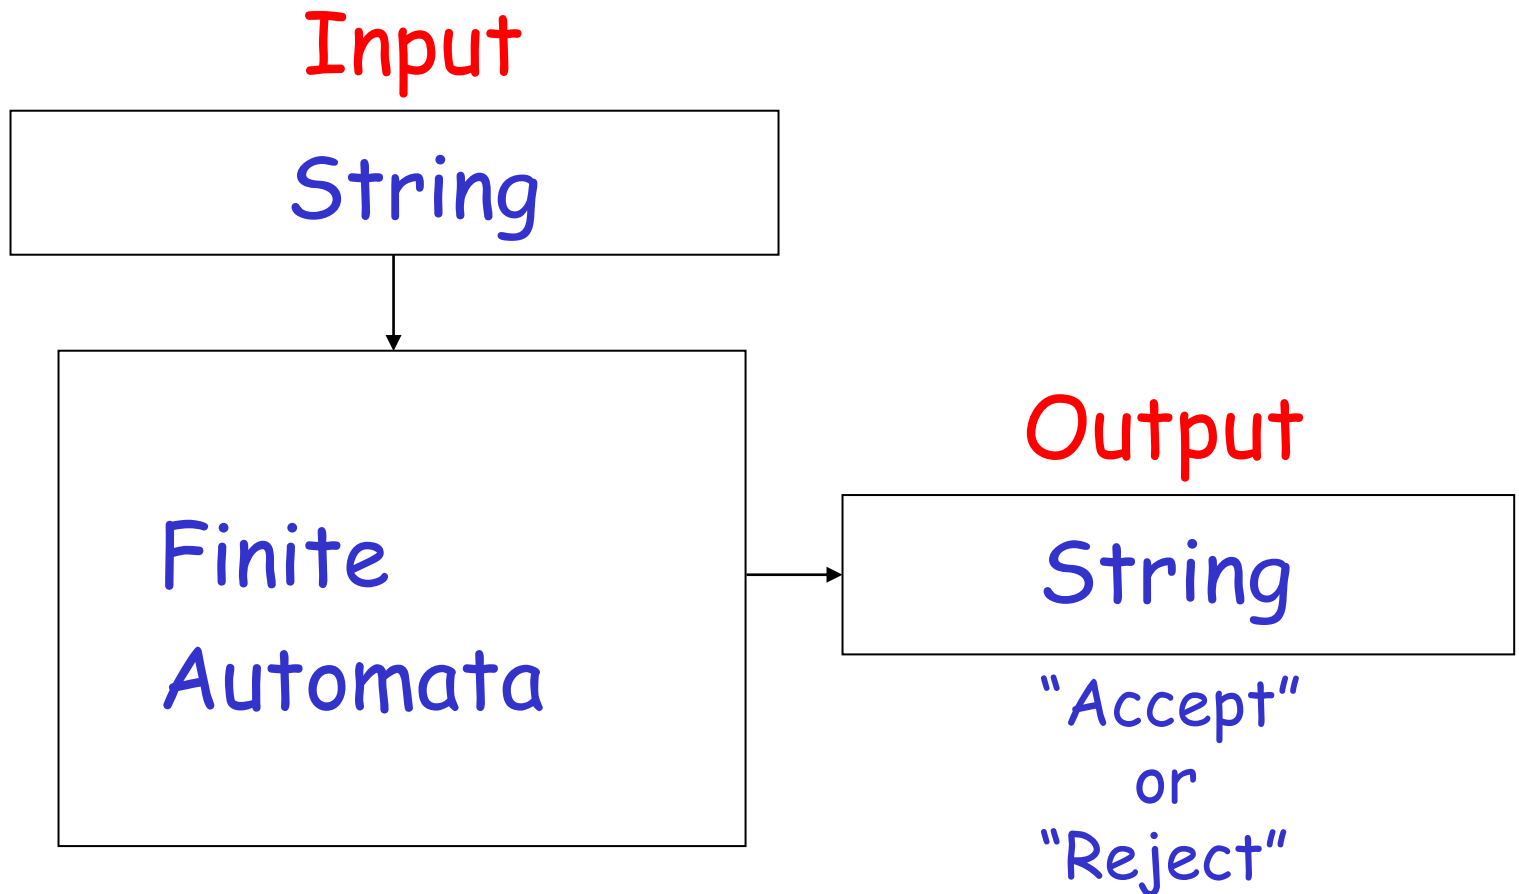 Input
String
Finite
Automata
Output
String
“Accept”
or
“Reject”